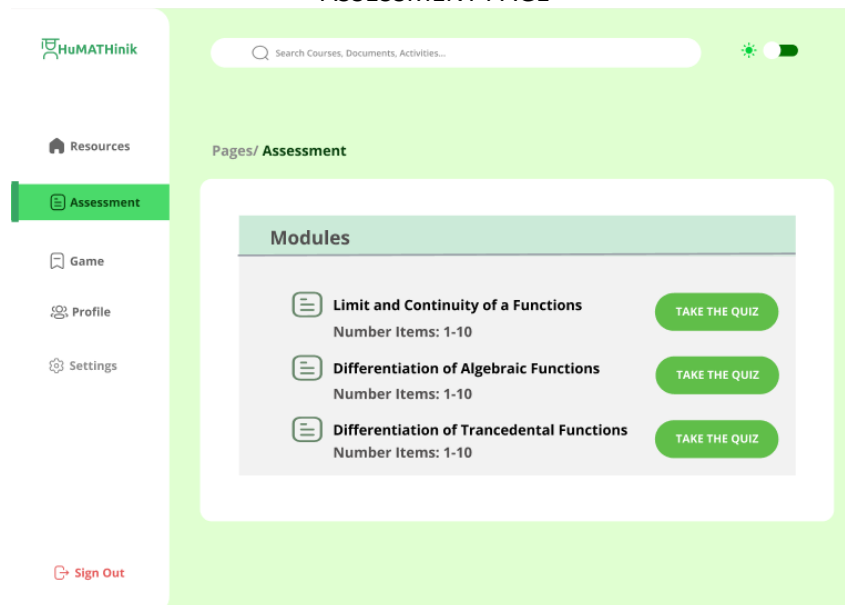 ASSESSMENT PAGE
HuMATHinik
Search Courses, Documents, Activities...
Resources
Assessment
Game
Profile
Settings
Sign Out
Pages/ Assessment
Modules
Limit and Continuity of a Functions
Number Items: 1-10
TAKE THE QUIZ
Differentiation of Algebraic Functions
Number Items: 1-10
TAKE THE QUIZ
Differentiation of Trancedental Functions
Number Items: 1-10
TAKE THE QUIZ